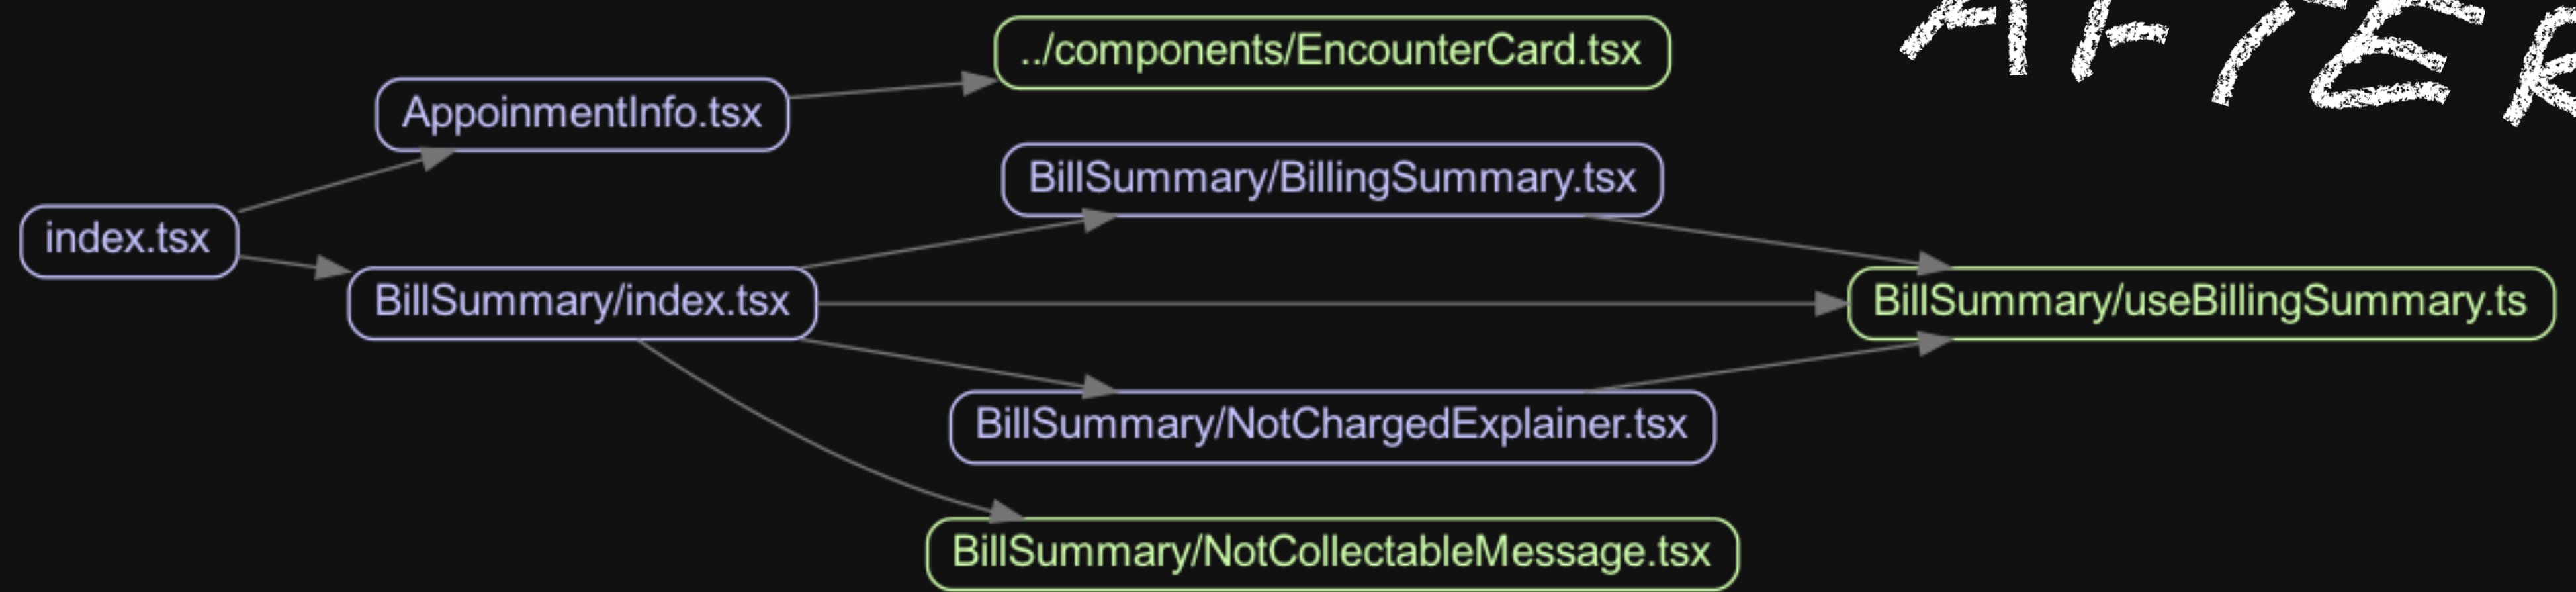 ../components/EncounterCard.tsx
AFTER
AppoinmentInfo.tsx
BillSummary/BillingSummary.tsx
index.tsx
BillSummary/index.tsx
BillSummary/useBillingSummary.ts
BillSummary/NotChargedExplainer.tsx
BillSummary/NotCollectableMessage.tsx